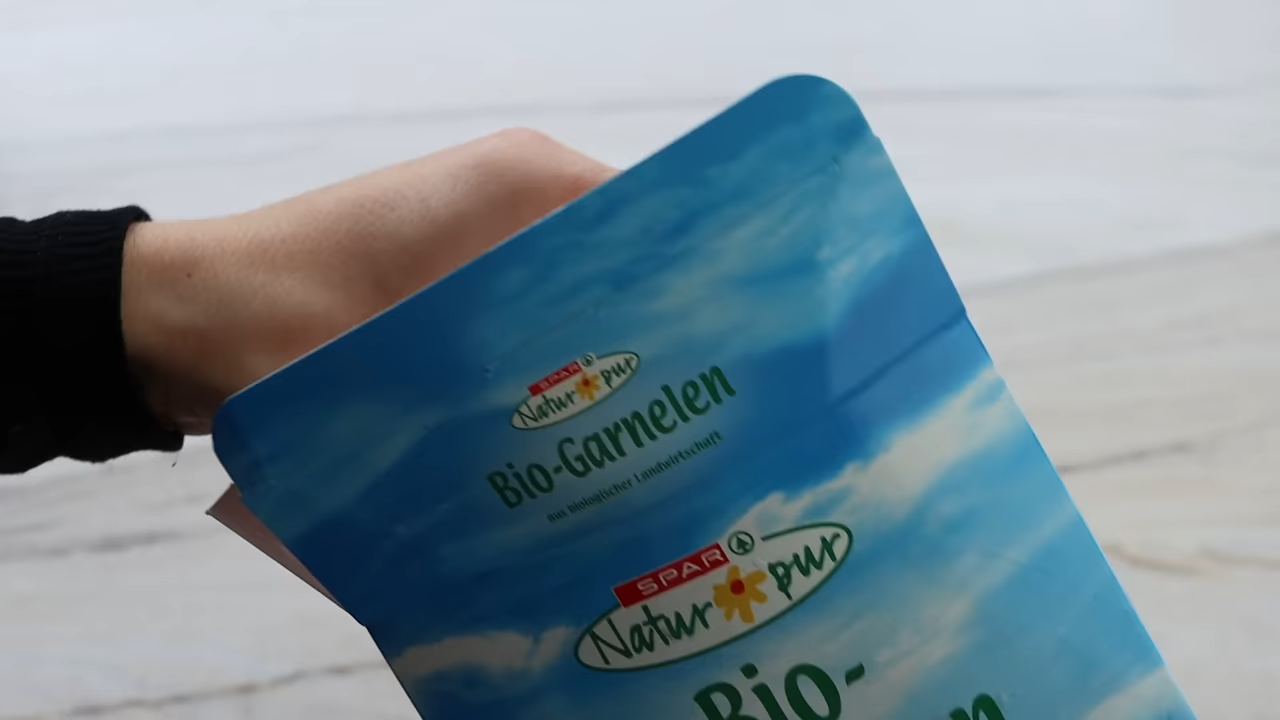 SPAR
Natur pur
Bio-Garnelen
aus biologischer Landwirtschaft
SPAR
Natur pur
Bio-